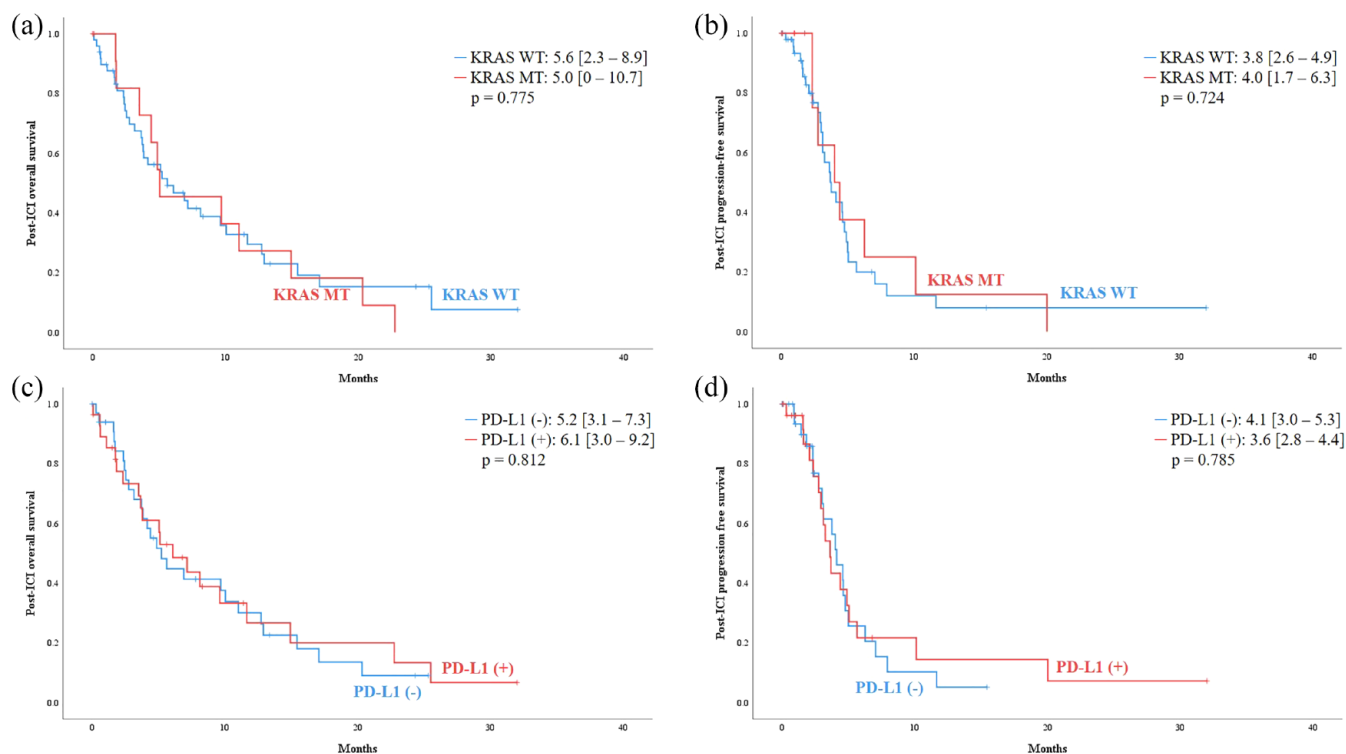 (a)
Post-ICI overall survival
1.0
0.8
0.6
0.4
0.2
0.0
KRAS WT: 5.6 [2.3 – 8.9]
KRAS MT: 5.0 [0 – 10.7]
p = 0.775
KRAS MT
KRAS WT
0 10 20 30 40
Months
(b)
Post-ICI progression-free survival
1.0
0.8
0.6
0.4
0.2
0.0
KRAS WT: 3.8 [2.6 – 4.9]
KRAS MT: 4.0 [1.7 – 6.3]
p = 0.724
KRAS MT
KRAS WT
0 10 20 30 40
Months
(c)
Post-ICI overall survival
1.0
0.8
0.6
0.4
0.2
0.0
PD-L1 (-): 5.2 [3.1 – 7.3]
PD-L1 (+): 6.1 [3.0 – 9.2]
p = 0.812
PD-L1 (+)
PD-L1 (-)
0 10 20 30 40
Months
(d)
Post-ICI progression free survival
1.0
0.8
0.6
0.4
0.2
0.0
PD-L1 (-): 4.1 [3.0 – 5.3]
PD-L1 (+): 3.6 [2.8 – 4.4]
p = 0.785
PD-L1 (+)
PD-L1 (-)
0 10 20 30 40
Months